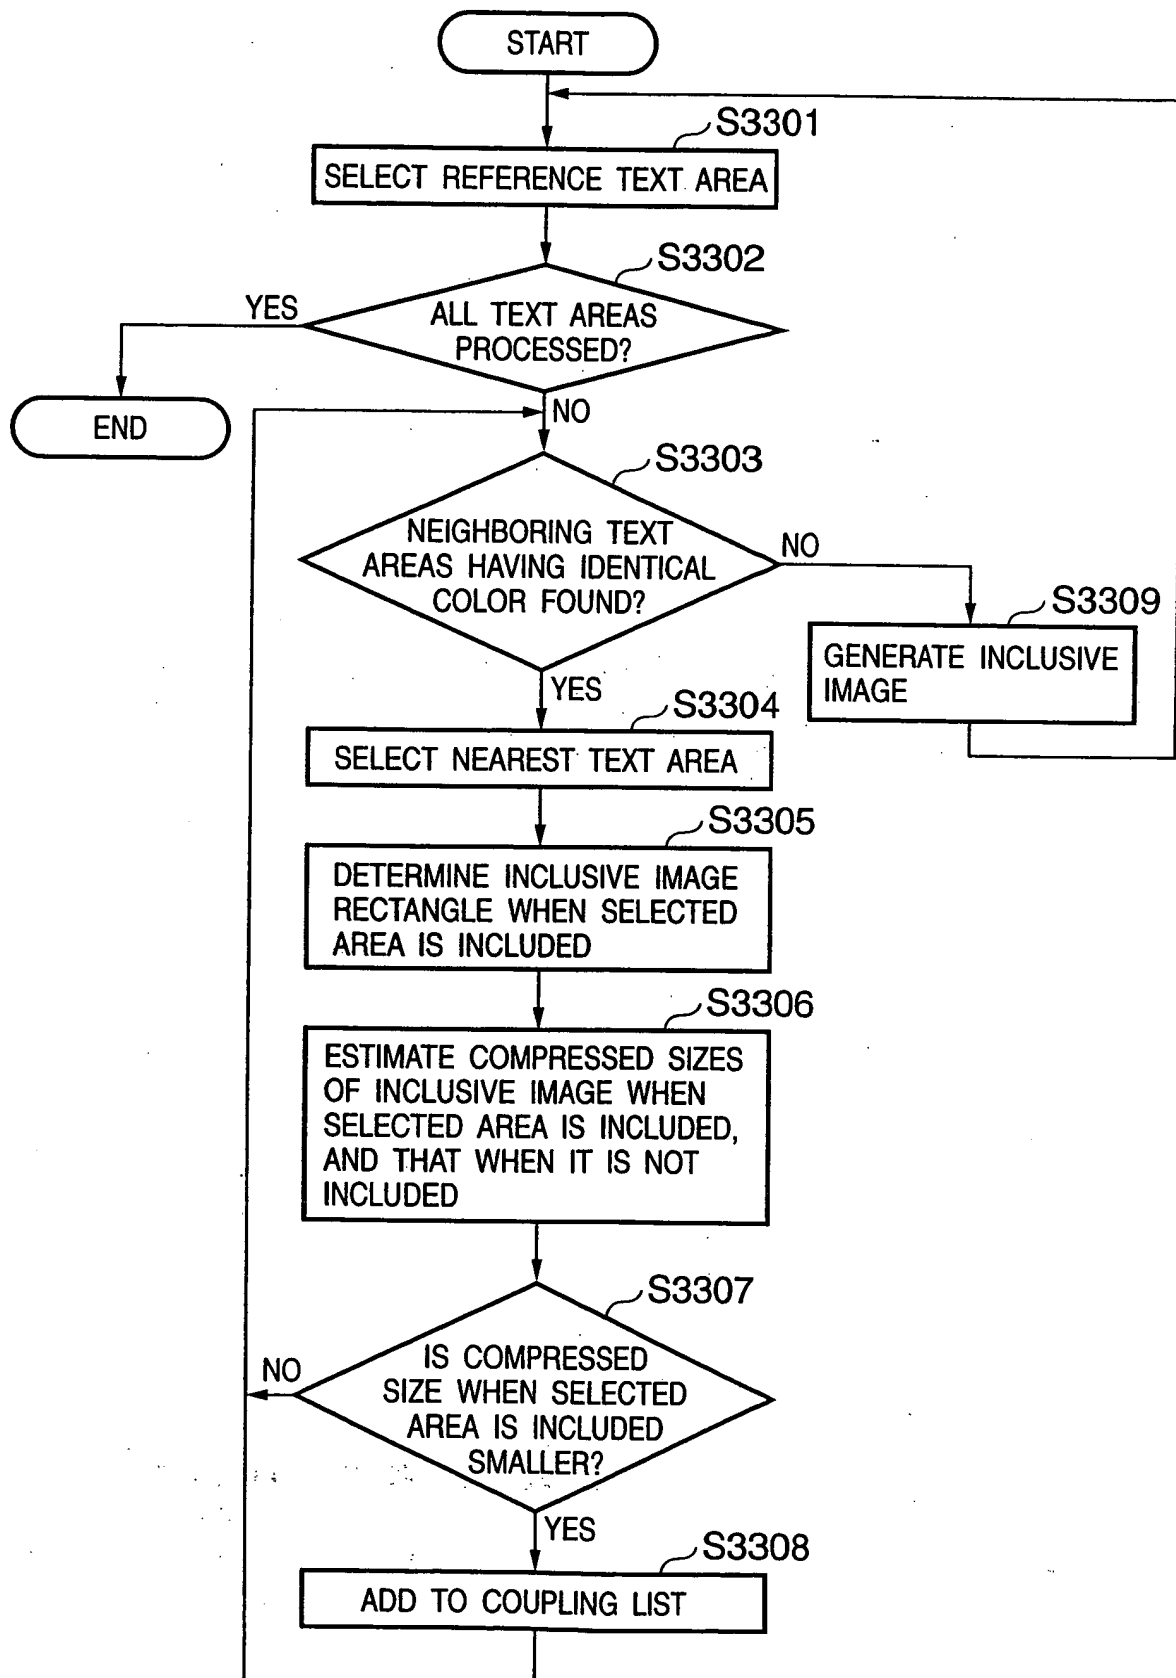 START
S3301
SELECT REFERENCE TEXT AREA
S3302
YES
ALL TEXT AREAS
PROCESSED?
END
NO
S3303
NEIGHBORING TEXT
AREAS HAVING IDENTICAL
COLOR FOUND?
NO
S3309
GENERATE INCLUSIVE
IMAGE
YES
S3304
SELECT NEAREST TEXT AREA
S3305
DETERMINE INCLUSIVE IMAGE
RECTANGLE WHEN SELECTED
AREA IS INCLUDED
S3306
ESTIMATE COMPRESSED SIZES
OF INCLUSIVE IMAGE WHEN
SELECTED AREA IS INCLUDED,
AND THAT WHEN IT IS NOT
INCLUDED
S3307
NO
IS COMPRESSED
SIZE WHEN SELECTED
AREA IS INCLUDED
SMALLER?
YES
S3308
ADD TO COUPLING LIST